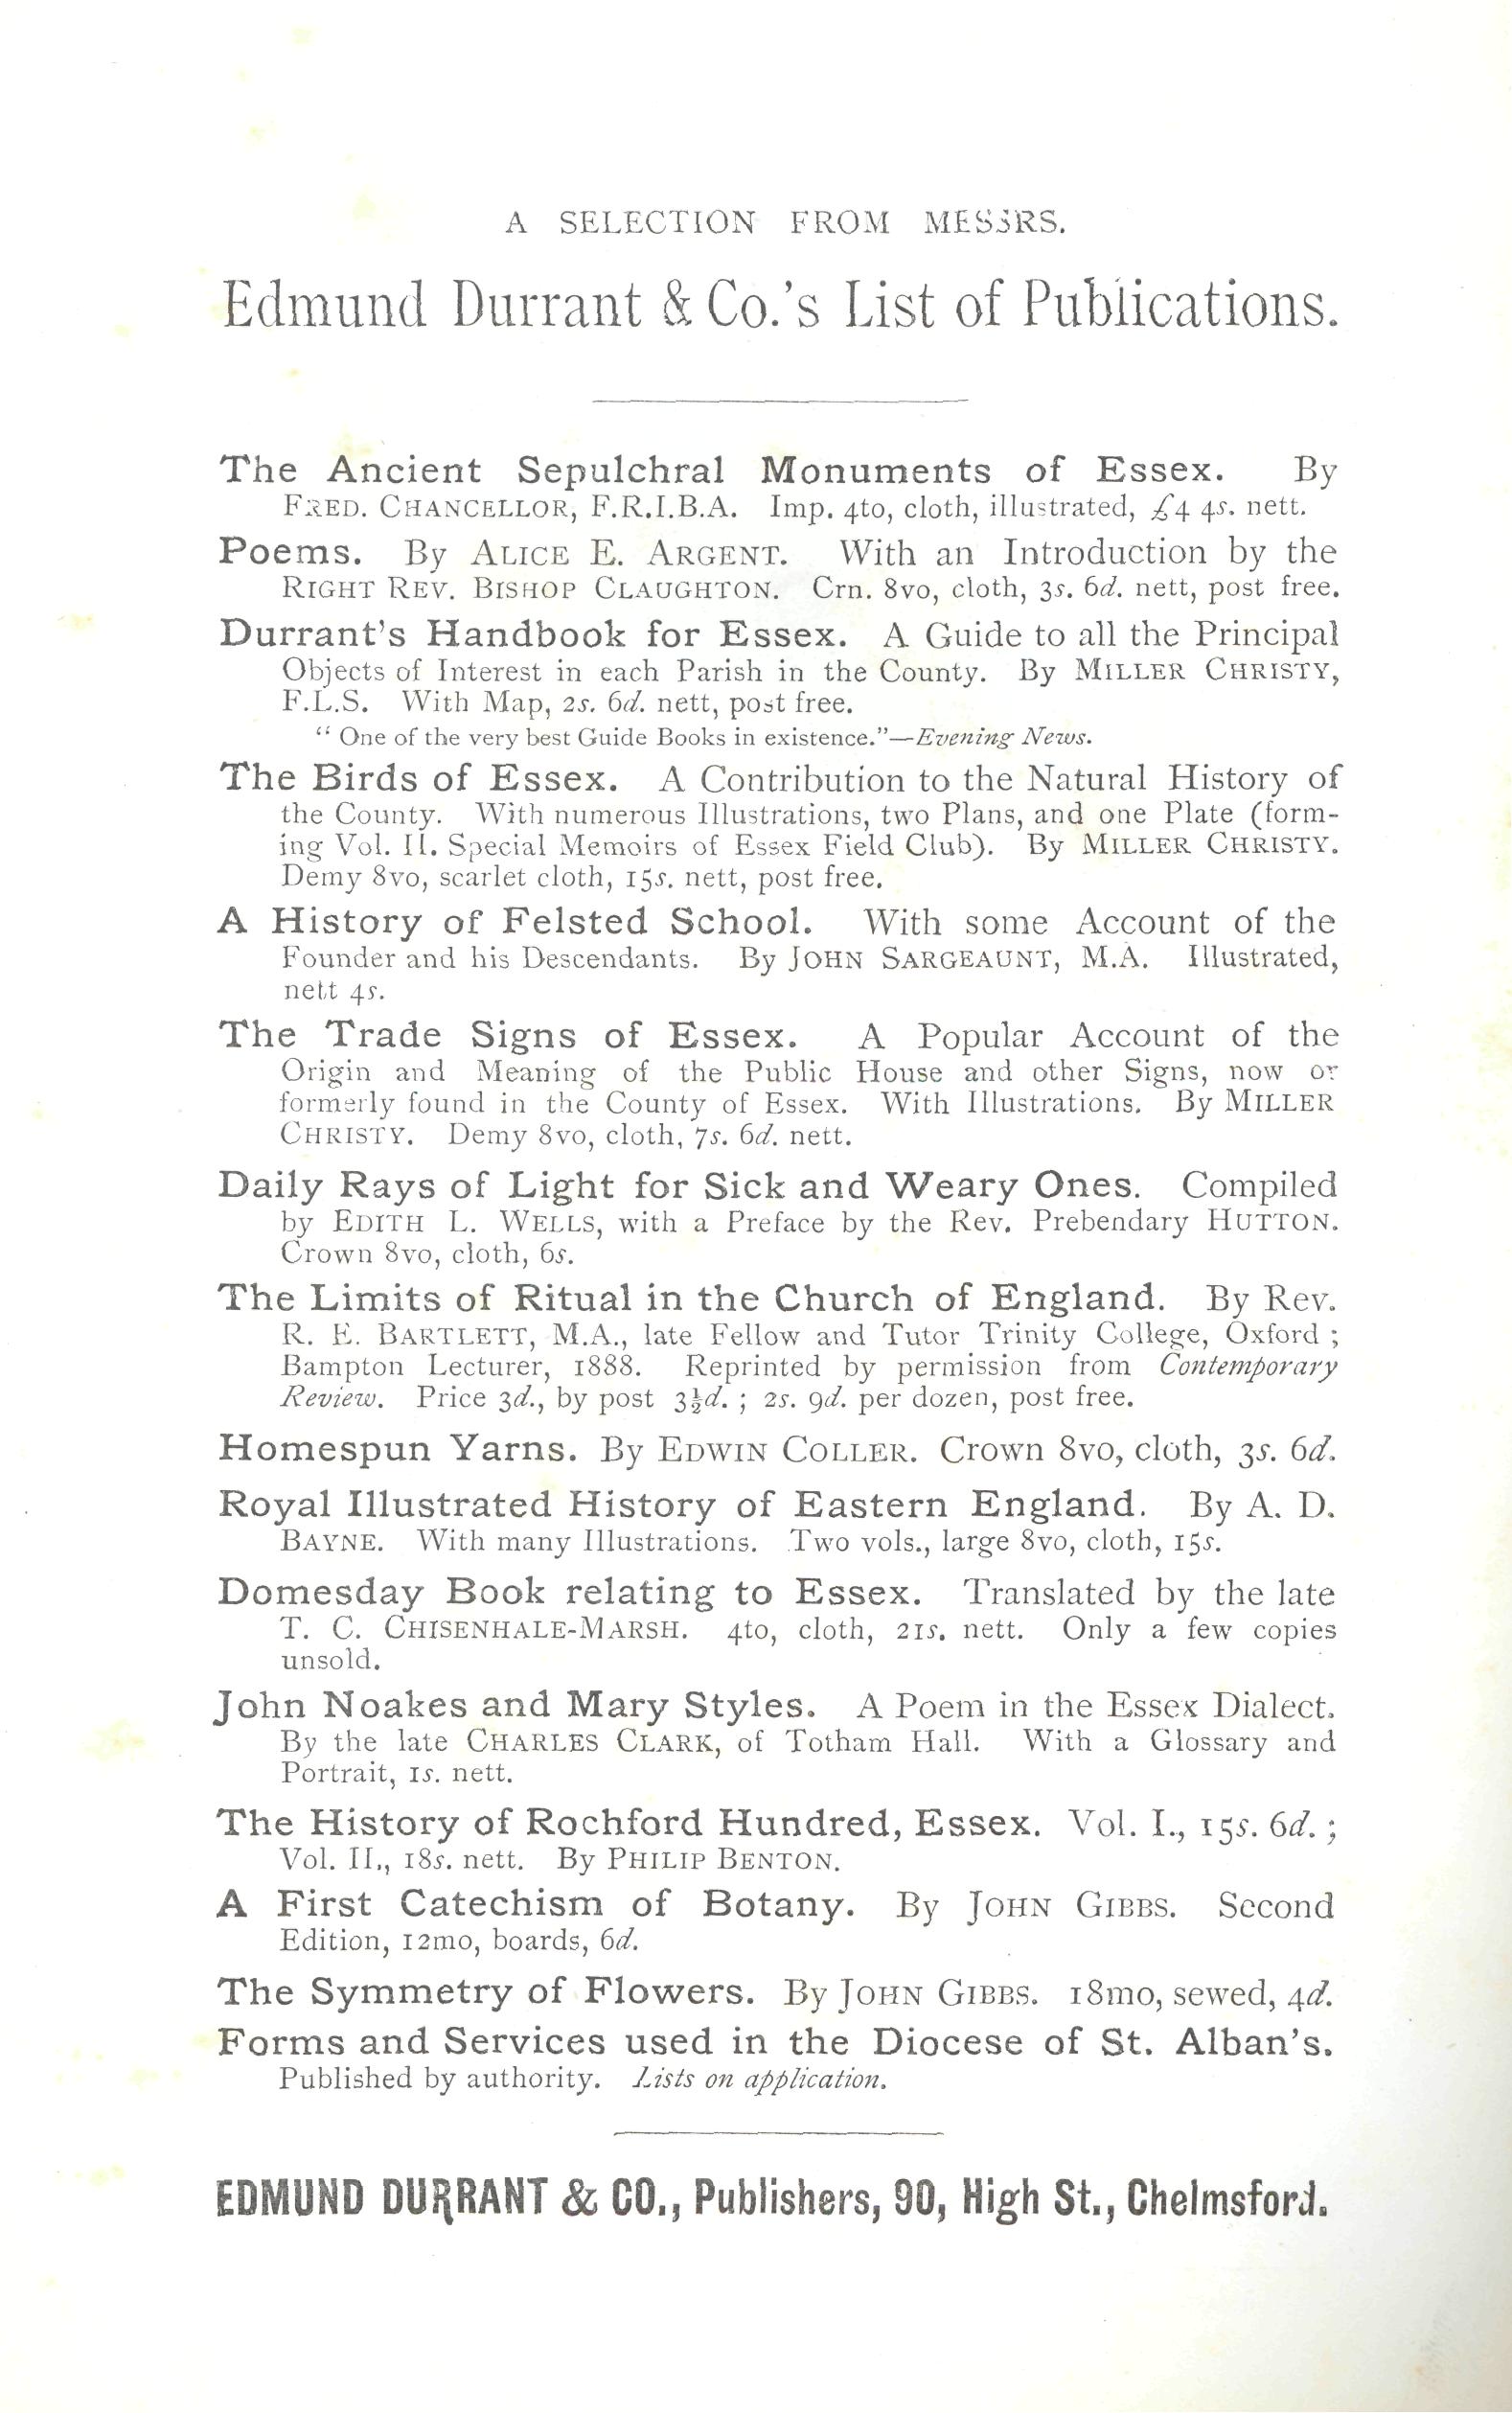 A SELECTION FROM MESSRS.
Edmund Durrant & Co.'s List of Publications.
The Ancient Sepulchral Monuments of Essex. By
FRED. CHANCELLOR, F.R.I.B.A. Imp. 4to, cloth, illustrated, £4 4s. nett.
Poems. By ALICE E. ARGENT. With an Introduction by the
RIGHT REV. BISHOP CLAUGHTON. Crn. 8vo, cloth, 3s. 6d. nett, post free.
Durrant's Handbook for Essex. A Guide to all the Principal
Objects of Interest in each Parish in the County. By MILLER CHRISTY,
F.L.S. With Map, 2s. 6d. nett, post free.
"One of the very best Guide Books in existence."—Evening News.
The Birds of Essex. A Contribution to the Natural History of
the County. With numerous Illustrations, two Plans, and one Plate (form-
ing Vol. II. Special Memoirs of Essex Field Club). By MILLER CHRISTY.
Demy 8vo, scarlet cloth, 15s. nett, post free.
A History of Felsted School. With some Account of the
Founder and his Descendants. By JOHN SARGEAUNT, M.A. Illustrated,
nett 4s.
The Trade Signs of Essex. A Popular Account of the
Origin and Meaning of the Public House and other Signs, now or
formerly found in the County of Essex. With Illustrations. By MILLER
CHRISTY. Demy 8vo, cloth, 7s. 6d. nett.
Daily Rays of Light for Sick and Weary Ones. Compiled
by EDITH L. WELLS, with a Preface by the Rev. Prebendary HUTTON.
Crown 8vo, cloth, 6s.
The Limits of Ritual in the Church of England. By Rev.
R. E. BARTLETT, M.A., late Fellow and Tutor Trinity College, Oxford ;
Bampton Lecturer, 1888. Reprinted by permission from Contemporary
Review. Price 3d., by post 3½d. ; 2s. 9d. per dozen, post free.
Homespun Yarns. By EDWIN COLLER. Crown 8vo, cloth, 3s. 6d.
Royal Illustrated History of Eastern England. By A. D.
BAYNE. With many Illustrations. Two vols., large 8vo, cloth, 15s.
Domesday Book relating to Essex. Translated by the late
T. C. CHISENHALE-MARSH. 4to, cloth, 21s. nett. Only a few copies
unsold.
John Noakes and Mary Styles. A Poem in the Essex Dialect.
By the late CHARLES CLARK, of Totham Hall. With a Glossary and
Portrait, 1s. nett.
The History of Rochford Hundred, Essex. Vol. I., 15s. 6d. ;
Vol. II., 18s. nett. By PHILIP BENTON.
A First Catechism of Botany. By JOHN GIBBS. Second
Edition, 12mo, boards, 6d.
The Symmetry of Flowers. By JOHN GIBBS. 18mo, sewed, 4d.
Forms and Services used in the Diocese of St. Alban's.
Published by authority. Lists on application.
EDMUND DURRANT & CO., Publishers, 90, High St., Chelmsford.